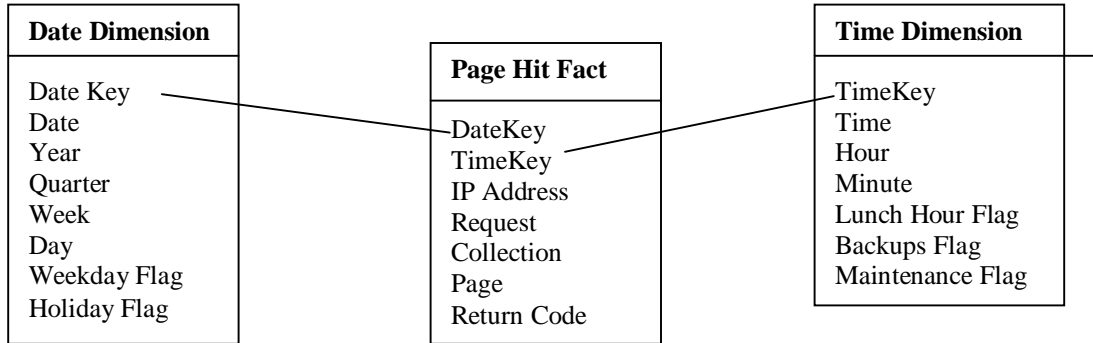 Date Dimension
Date Key
Date
Year
Quarter
Week
Day
Weekday Flag
Holiday Flag
Page Hit Fact
DateKey
TimeKey
IP Address
Request
Collection
Page
Return Code
Time Dimension
TimeKey
Time
Hour
Minute
Lunch Hour Flag
Backups Flag
Maintenance Flag